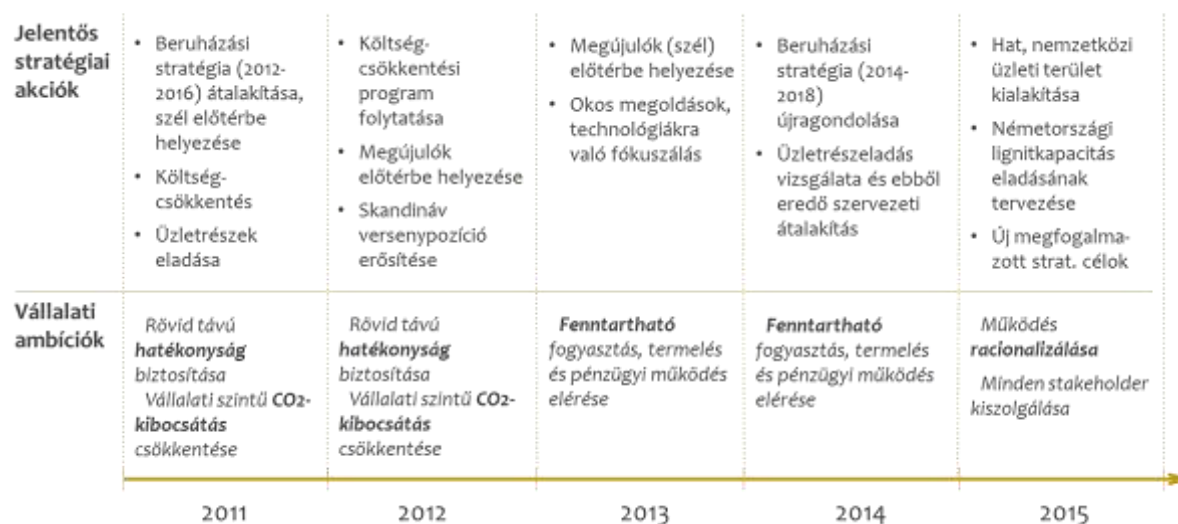 Jelentős
stratégiai
akciók
• Beruházási
stratégia (2012-
2016) átalakítása,
szél előtérbe
helyezése
• Költség-
csökkentés
• Üzletrészek
eladása
• Költség-
csökkentési
program
folytatása
• Megújulók
előtérbe helyezése
• Skandináv
versenypozíció
erősítése
• Megújulók (szél)
előtérbe helyezése
• Okos megoldások,
technológiákra
való fókuszálás
• Beruházási
stratégia (2014-
2018)
újragondolása
• Üzletrészeladás
vizsgálata és ebből
eredő szervezeti
átalakítás
• Hat, nemzetközi
üzleti terület
kialakítása
• Németországi
lignitkapacitás
eladásának
tervezése
• Új megfogalma-
zott strat. célok
Vállalati
ambíciók
Rövid távú
hatékonyság
biztosítása
Vállalati szintű CO2-
kibocsátás
csökkentése
Rövid távú
hatékonyság
biztosítása
Vállalati szintű CO2-
kibocsátás
csökkentése
Fenntartható
fogyasztás, termelés
és pénzügyi működés
elérése
Fenntartható
fogyasztás, termelés
és pénzügyi működés
elérése
Működés
racionalizálása
Minden stakeholder
kiszolgálása
2011
2012
2013
2014
2015